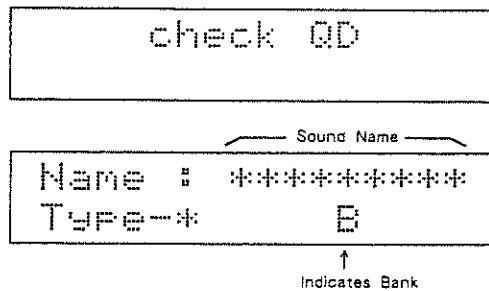 check QD
Sound Name
Name : *********
Type-* B
Indicates Bank